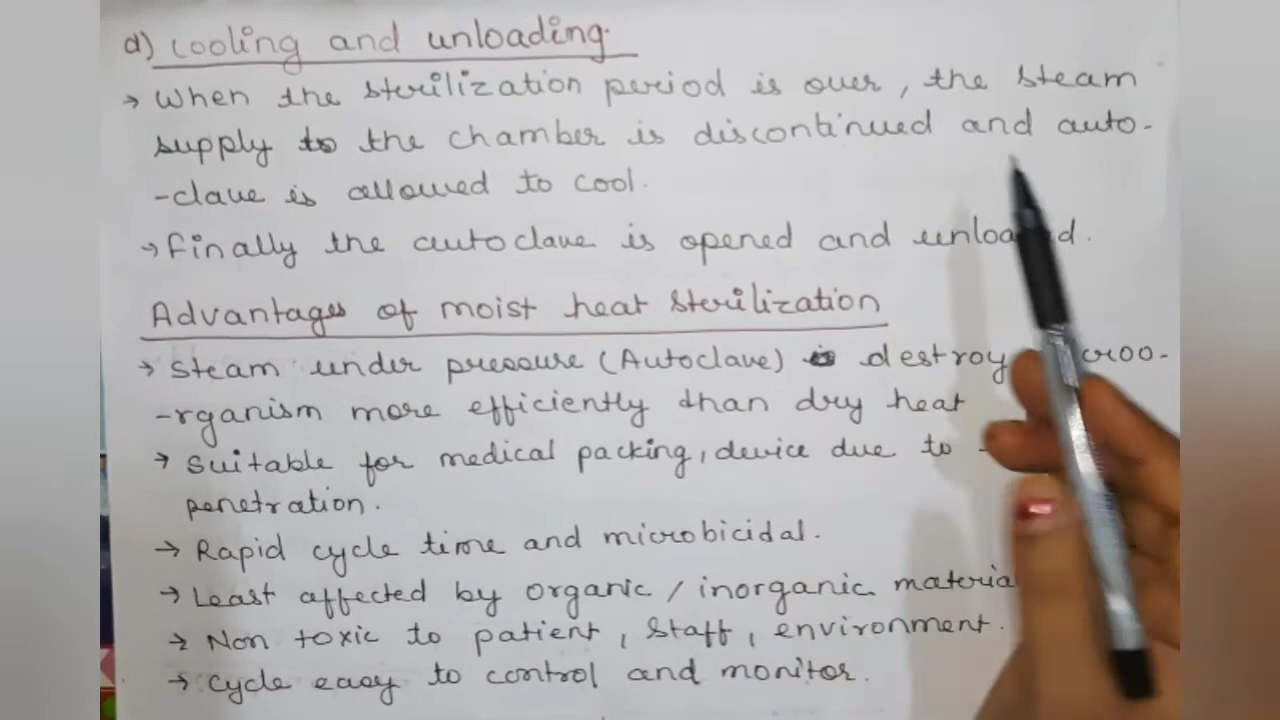 d) Cooling and unloading.
→ When the sterilization period is over, the steam
supply to the chamber is discontinued and auto-
-clave is allowed to cool.
→ Finally the autoclave is opened and
Advantages of moist heat sterilization
→ Steam under pressure (Autoclave) destroy
-rganism more efficiently than dry heat
→ Suitable for medical packing, device due to
penetration.
→ Rapid cycle time and microbicidal.
→ Least affected by organic / inorganic
→ Non toxic to patient, staff, environment.
→ Cycle easy to control and monitor.